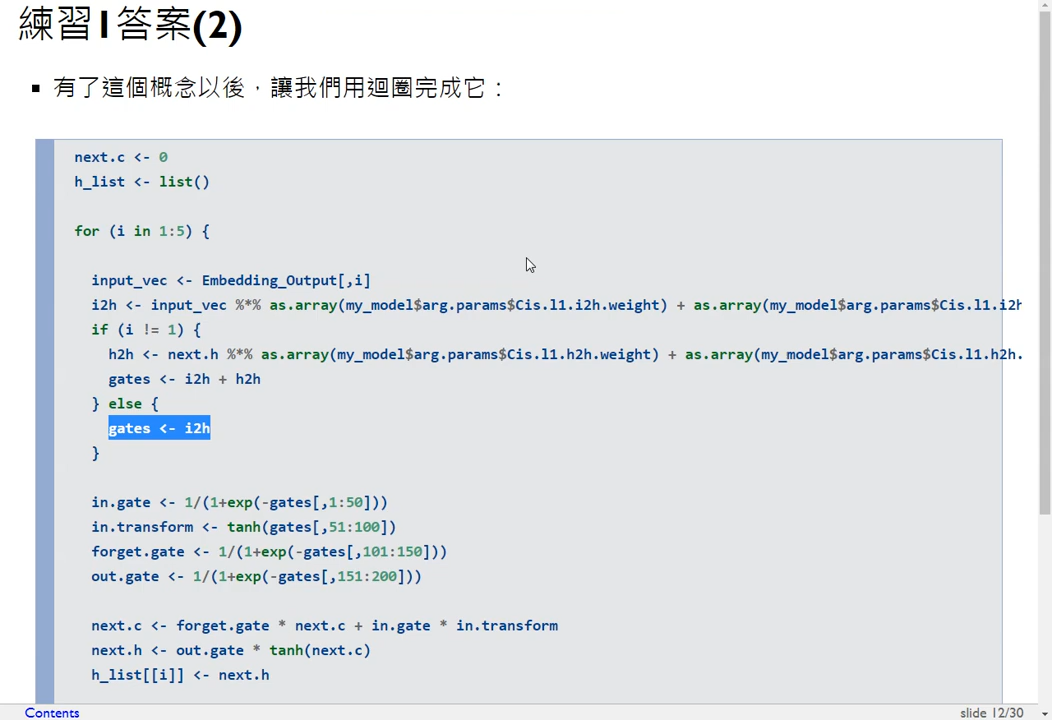 練習1答案(2)
▪ 有了這個概念以後，讓我們用迴圈完成它：
next.c <- 0
h_list <- list()
for (i in 1:5) {
input_vec <- Embedding_Output[,i]
i2h <- input_vec %*% as.array(my_model$arg.params$Cis.l1.i2h.weight) + as.array(my_model$arg.params$Cis.l1.i2h
if (i != 1) {
h2h <- next.h %*% as.array(my_model$arg.params$Cis.l1.h2h.weight) + as.array(my_model$arg.params$Cis.l1.h2h.
gates <- i2h + h2h
} else {
gates <- i2h
}
in.gate <- 1/(1+exp(-gates[,1:50]))
in.transform <- tanh(gates[,51:100])
forget.gate <- 1/(1+exp(-gates[,101:150]))
out.gate <- 1/(1+exp(-gates[,151:200]))
next.c <- forget.gate * next.c + in.gate * in.transform
next.h <- out.gate * tanh(next.c)
h_list[[i]] <- next.h
Contents
slide 12/30